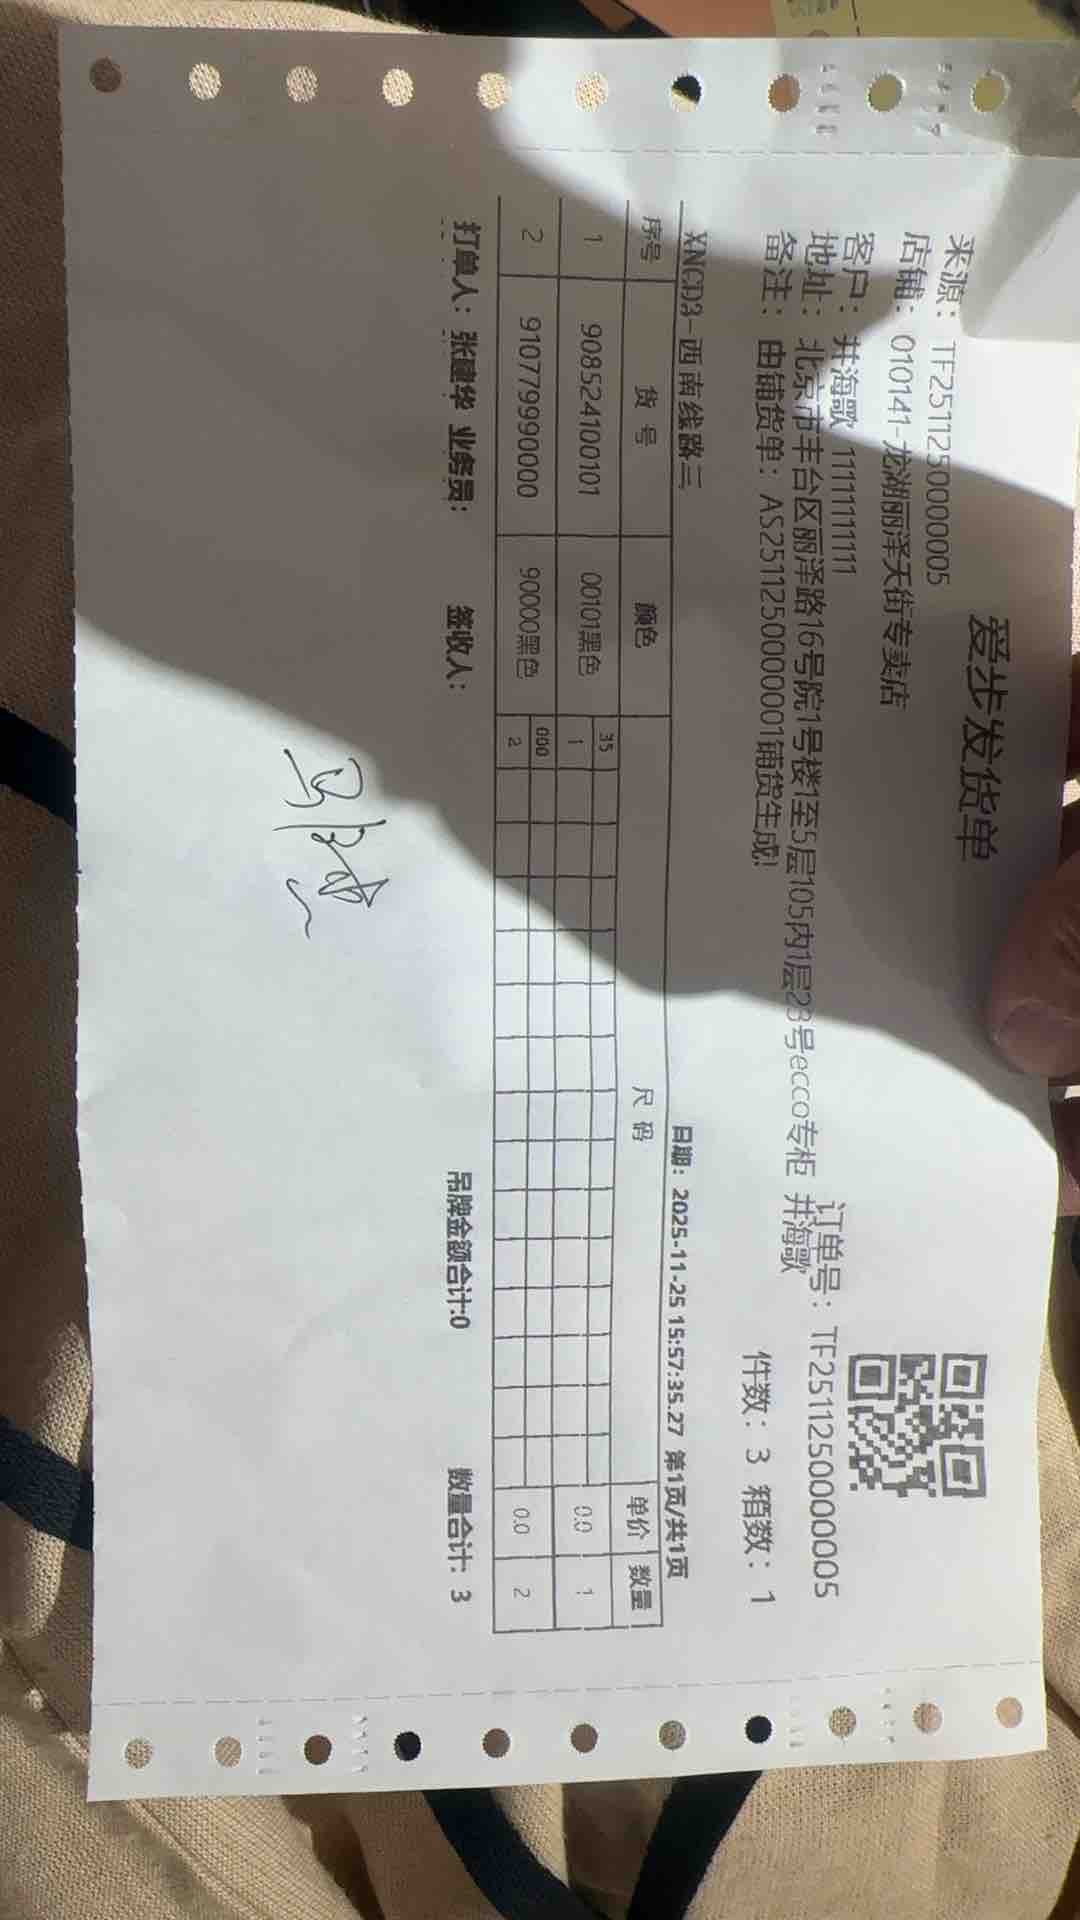 爱步发货单
来源：TF251125000005
店铺：010141-龙湖丽泽天街专卖店
客户：井海歌 1111111111 订单号：TF251125000005
地址：北京市丰台区丽泽路16号院1号楼1至5层105内1层23号ecco专柜 井海歌
备注：由铺货单：AS251125000001铺货生成! 件数：3 箱数：1
XNCD3-西南线路三 日期：2025-11-25 15:57:35.27 第1页/共1页
序号 货号 颜色 尺码 单价 数量
1 90852410010​1 00101黑色 35 1 0.0 1
2 910779990000 90000黑色 000 2 0.0 2
打单人：张建华 业务员： 签收人： 吊牌金额合计:0 数量合计：3